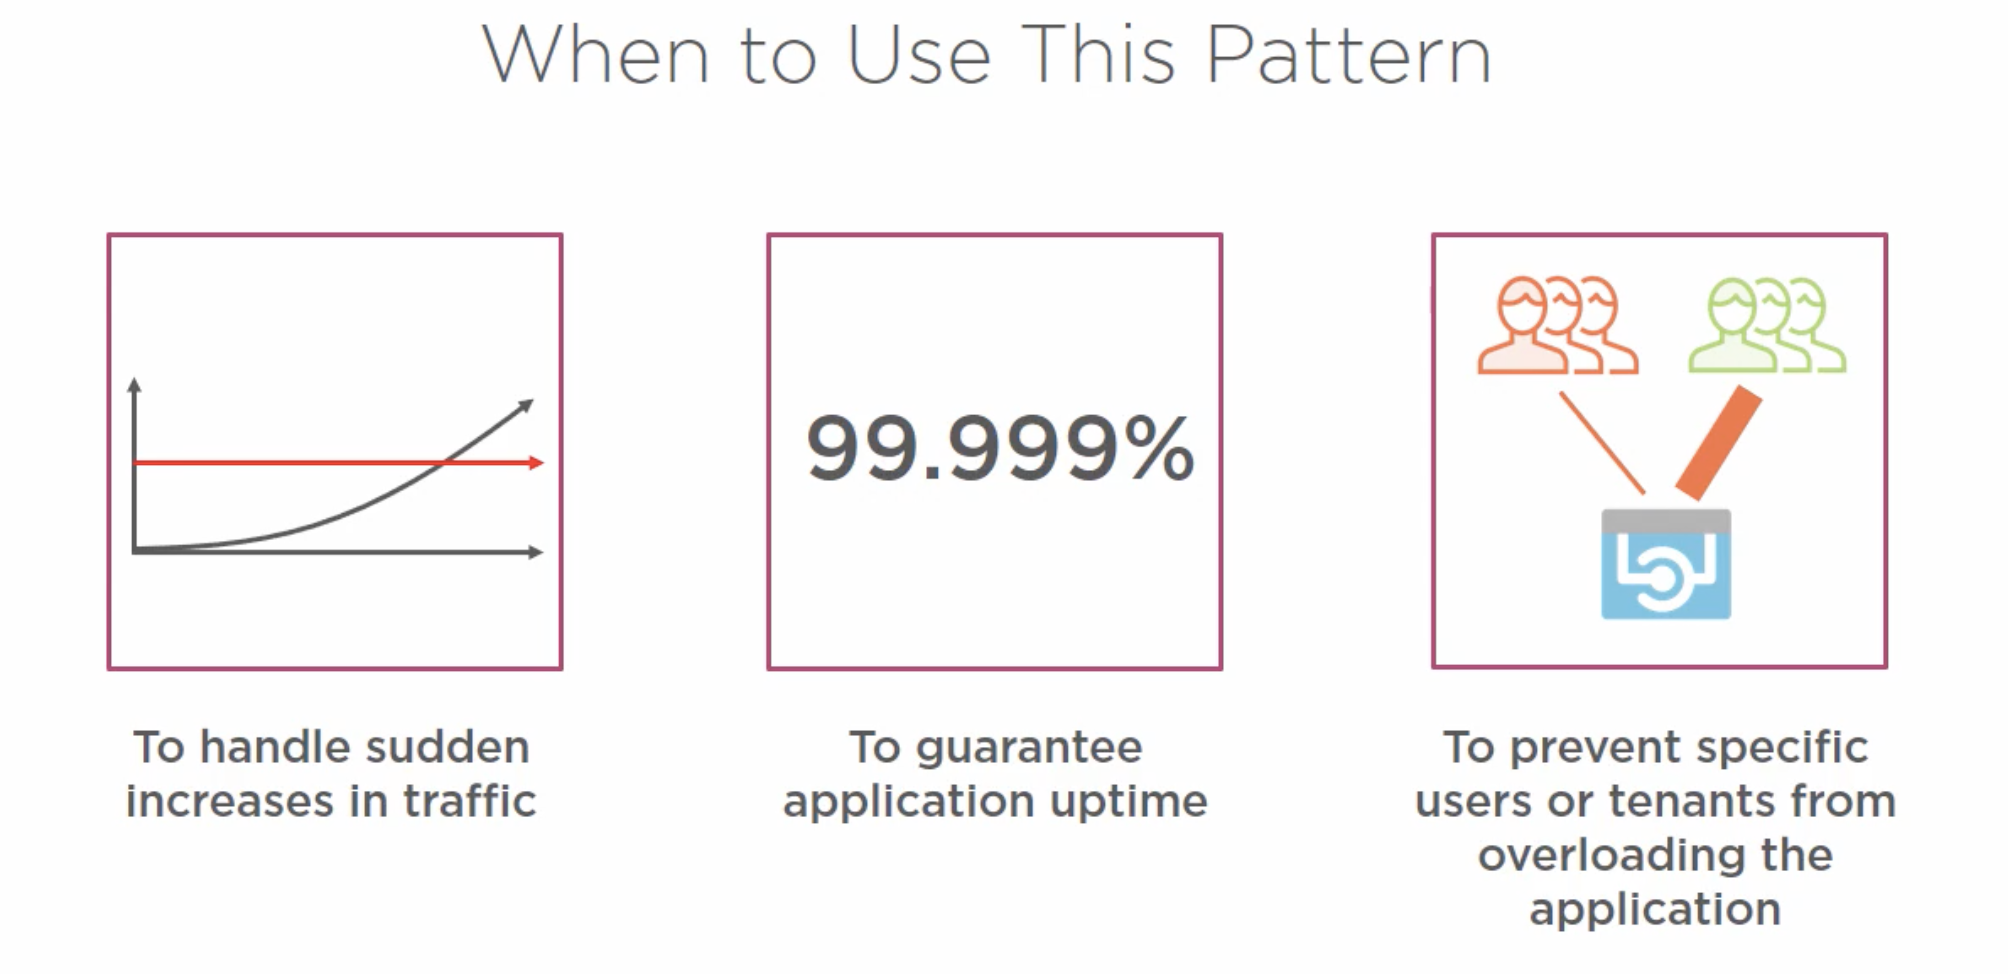 When to Use This Pattern
99.999%
To handle sudden
increases in traffic
To guarantee
application uptime
To prevent specific
users or tenants from
overloading the
application